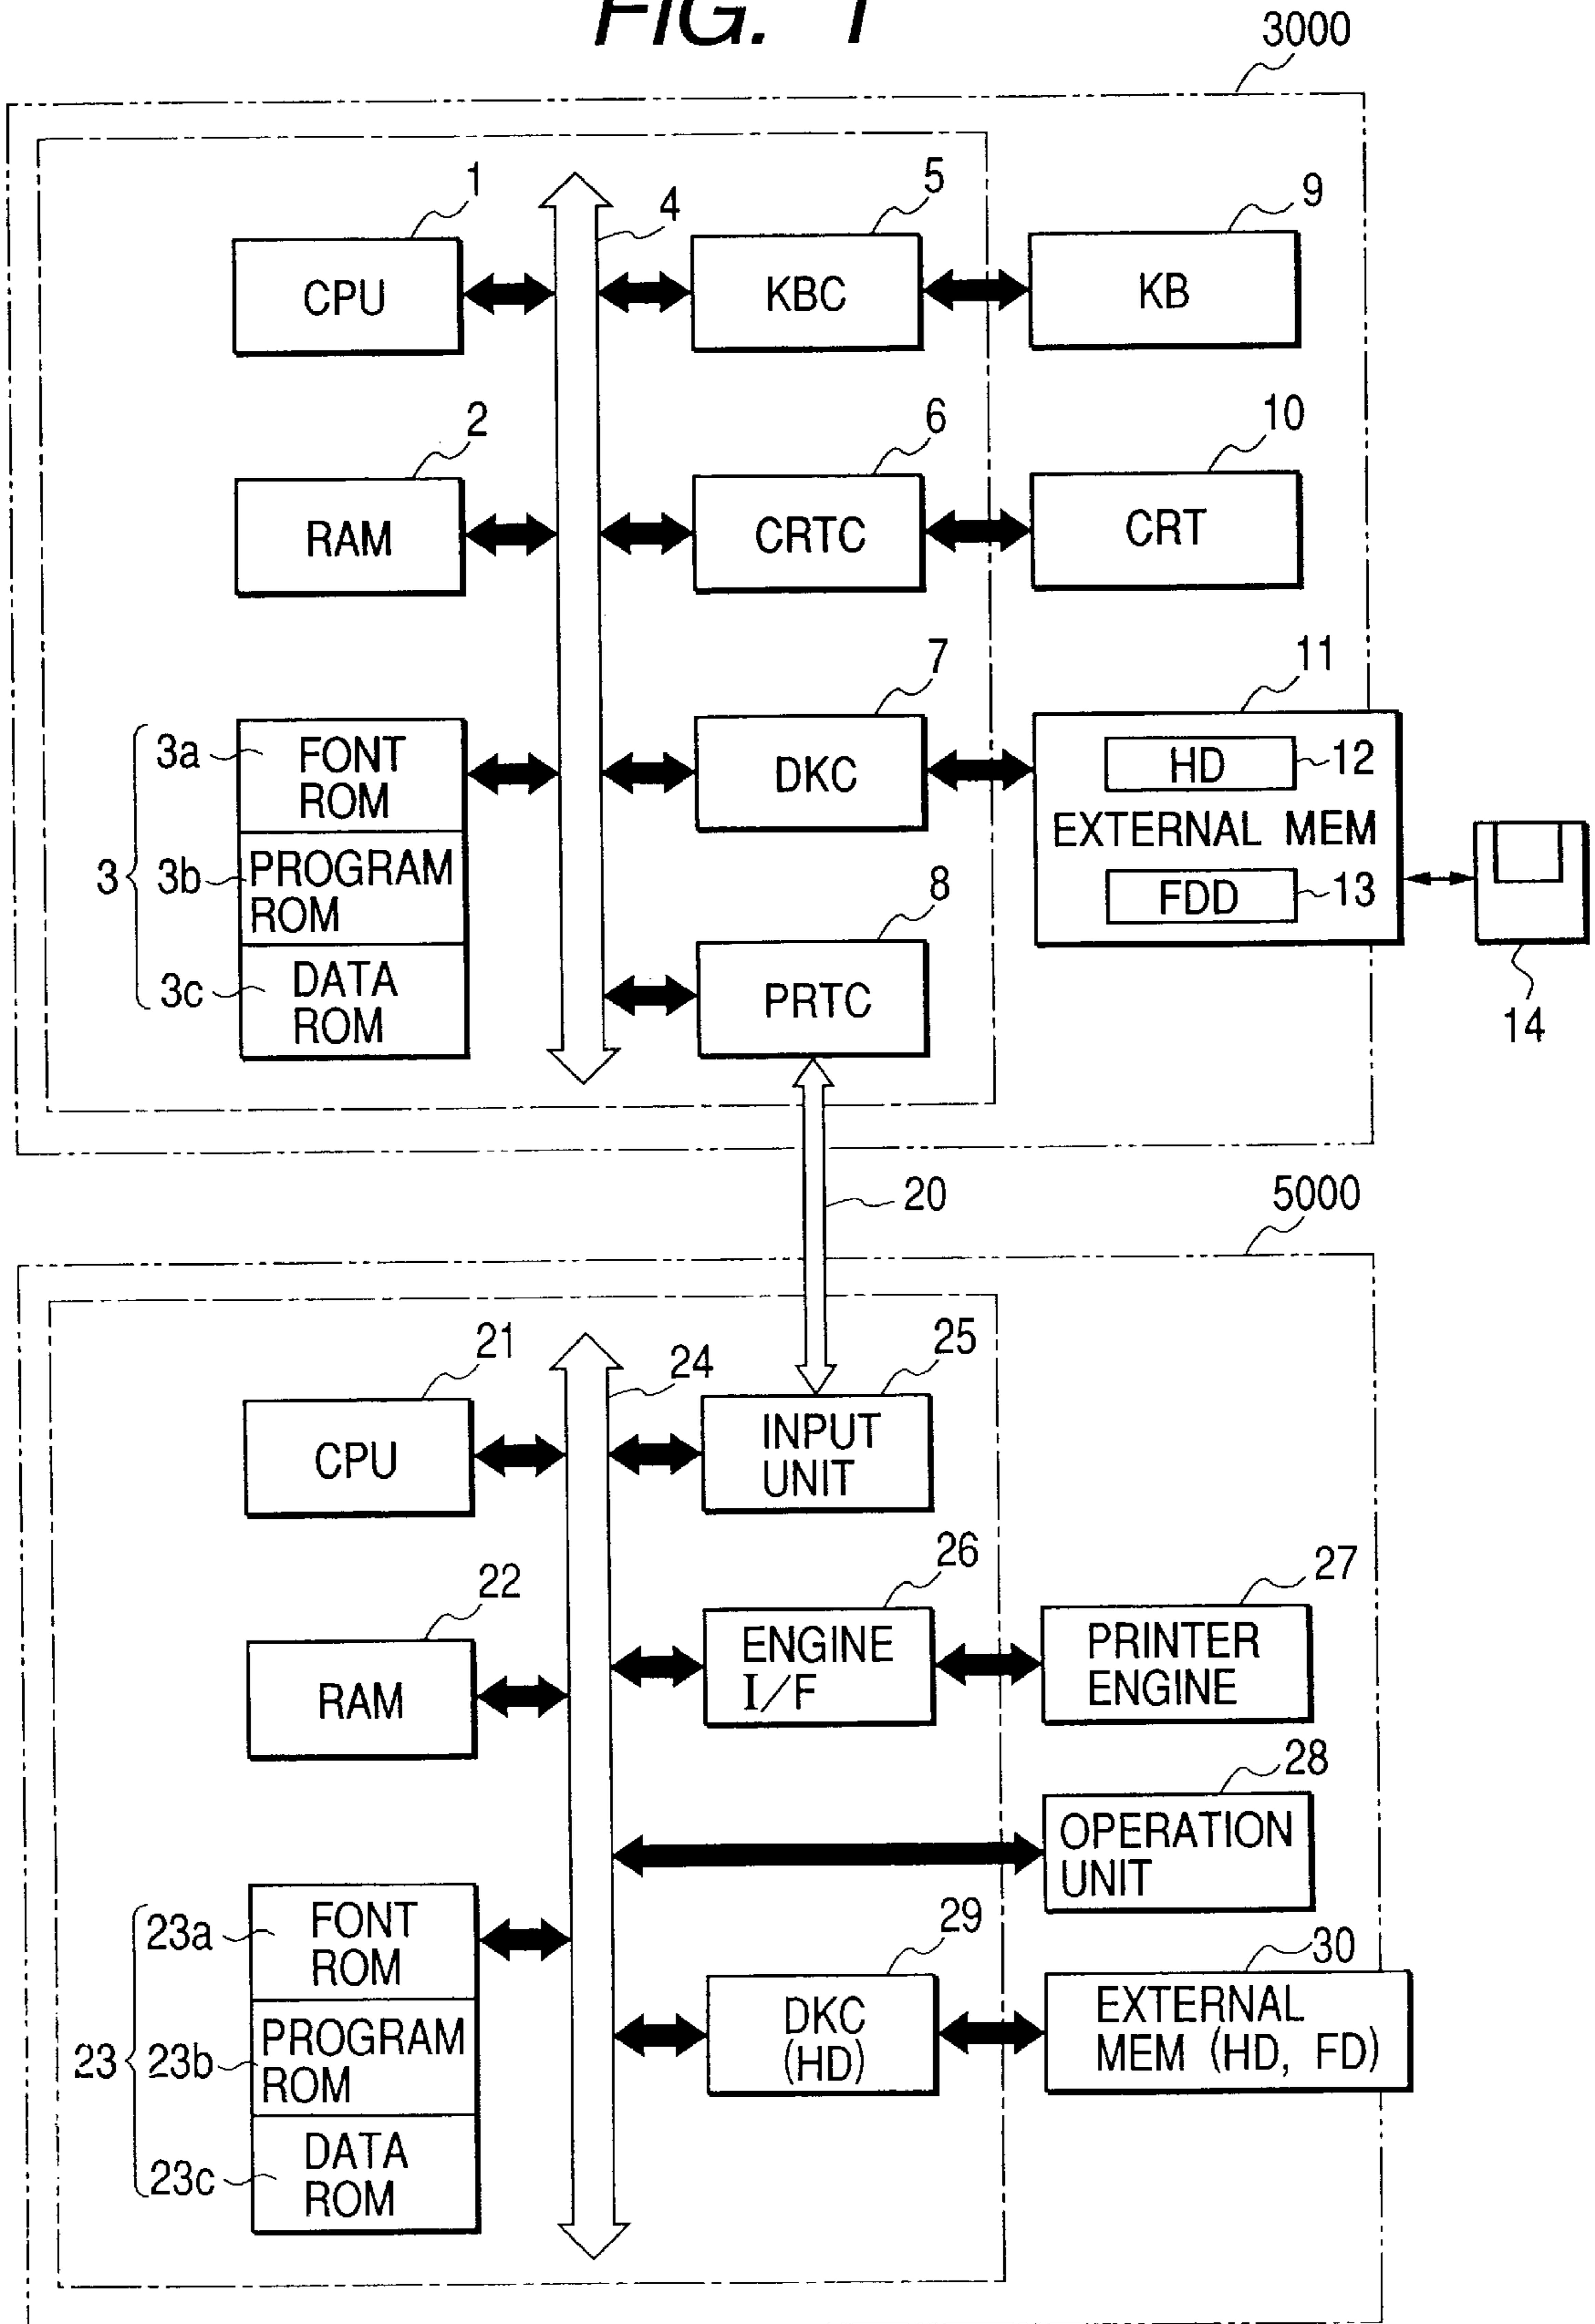 FIG. 1
3000
1
4
5
9
CPU
KBC
KB
2
6
10
RAM
CRTC
CRT
7
11
3
3a
FONT
ROM
3b
PROGRAM
ROM
3c
DATA
ROM
DKC
HD
12
EXTERNAL MEM
FDD
13
8
PRTC
14
20
5000
21
24
25
CPU
INPUT
UNIT
22
26
27
RAM
ENGINE
I/F
PRINTER
ENGINE
28
OPERATION
UNIT
23
23a
FONT
ROM
23b
PROGRAM
ROM
23c
DATA
ROM
29
30
DKC
(HD)
EXTERNAL
MEM (HD, FD)